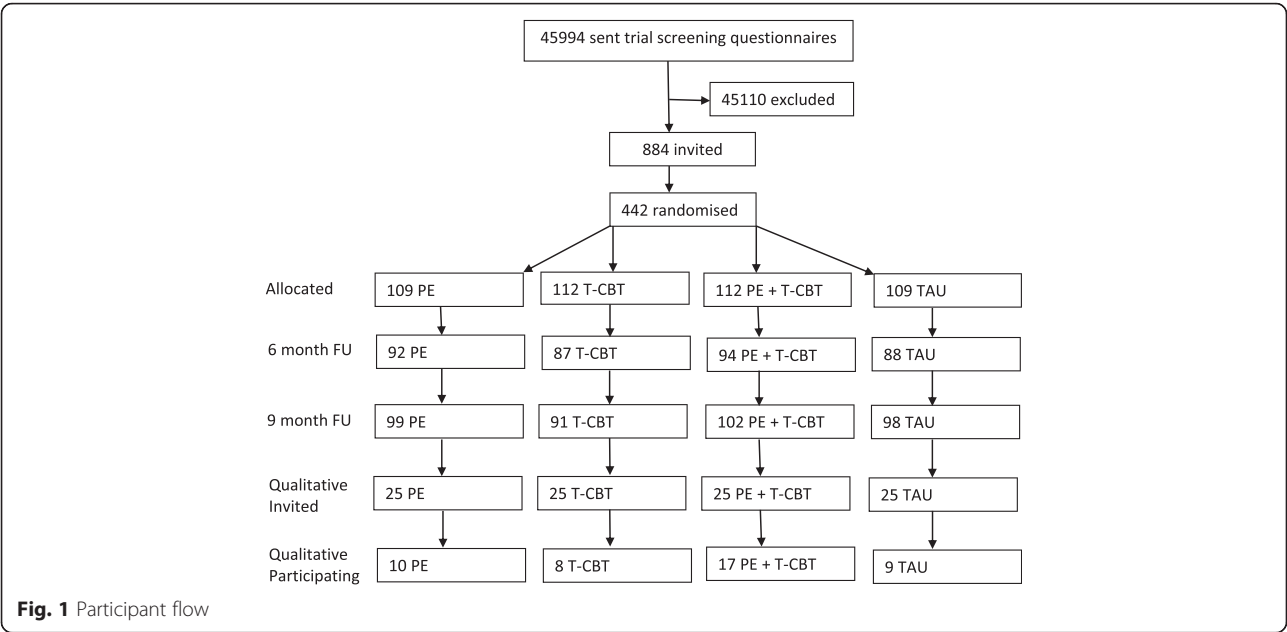 45994 sent trial screening questionnaires
45110 excluded
884 invited
442 randomised
Allocated
109 PE
112 T-CBT
112 PE + T-CBT
109 TAU
6 month FU
92 PE
87 T-CBT
94 PE + T-CBT
88 TAU
9 month FU
99 PE
91 T-CBT
102 PE + T-CBT
98 TAU
Qualitative
Invited
25 PE
25 T-CBT
25 PE + T-CBT
25 TAU
Qualitative
Participating
10 PE
8 T-CBT
17 PE + T-CBT
9 TAU
Fig. 1 Participant flow